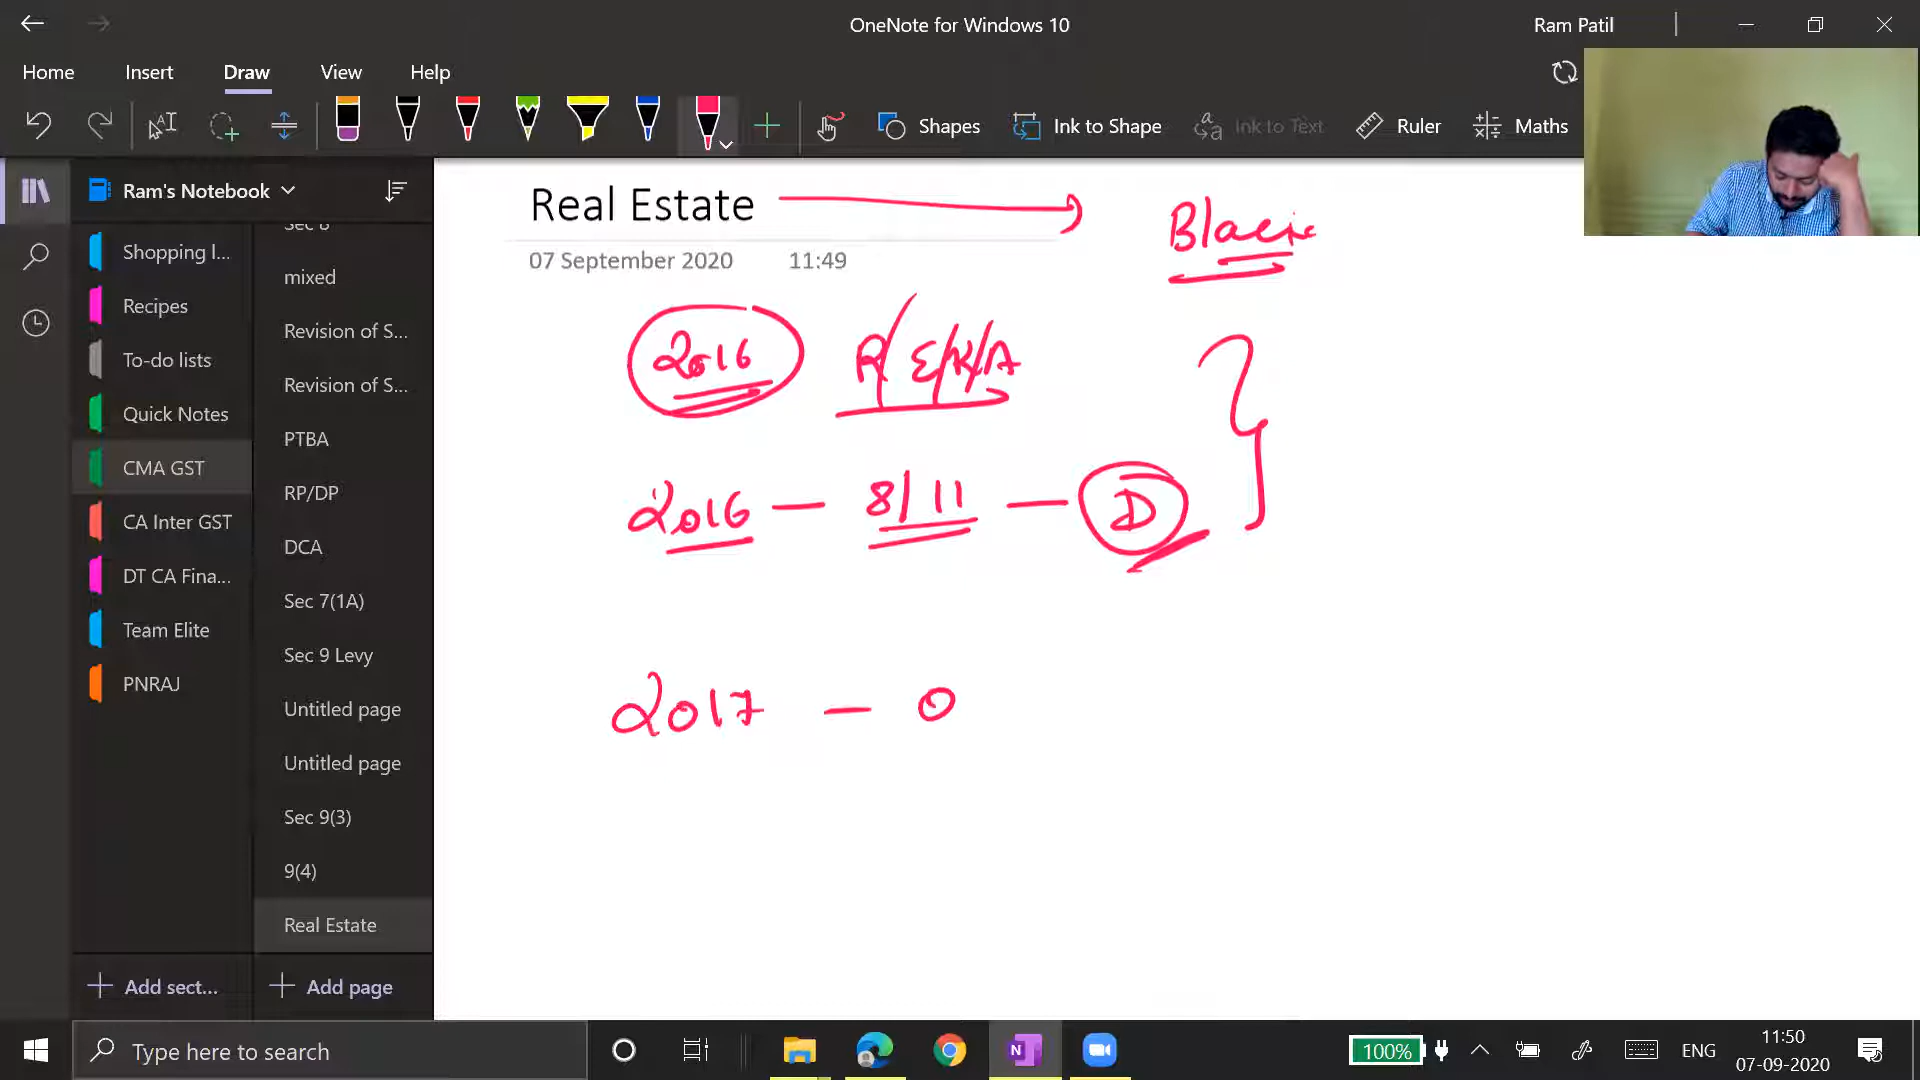 OneNote for Windows 10
Ram Patil
Home Insert Draw View Help
Shapes Ink to Shape Ink to Text Ruler Maths
Ram's Notebook
Shopping l...
Recipes
To-do lists
Quick Notes
CMA GST
CA Inter GST
DT CA Fina...
Team Elite
PNRAJ
Add sect...
Sec 8
mixed
Revision of S...
Revision of S...
PTBA
RP/DP
DCA
Sec 7(1A)
Sec 9 Levy
Untitled page
Untitled page
Sec 9(3)
9(4)
Real Estate
Add page
Real Estate
Black
07 September 2020 11:49
2016 R/E/R/A
2016 — 8/11 — D
2017 — 0
Type here to search
100%
ENG
11:50
07-09-2020